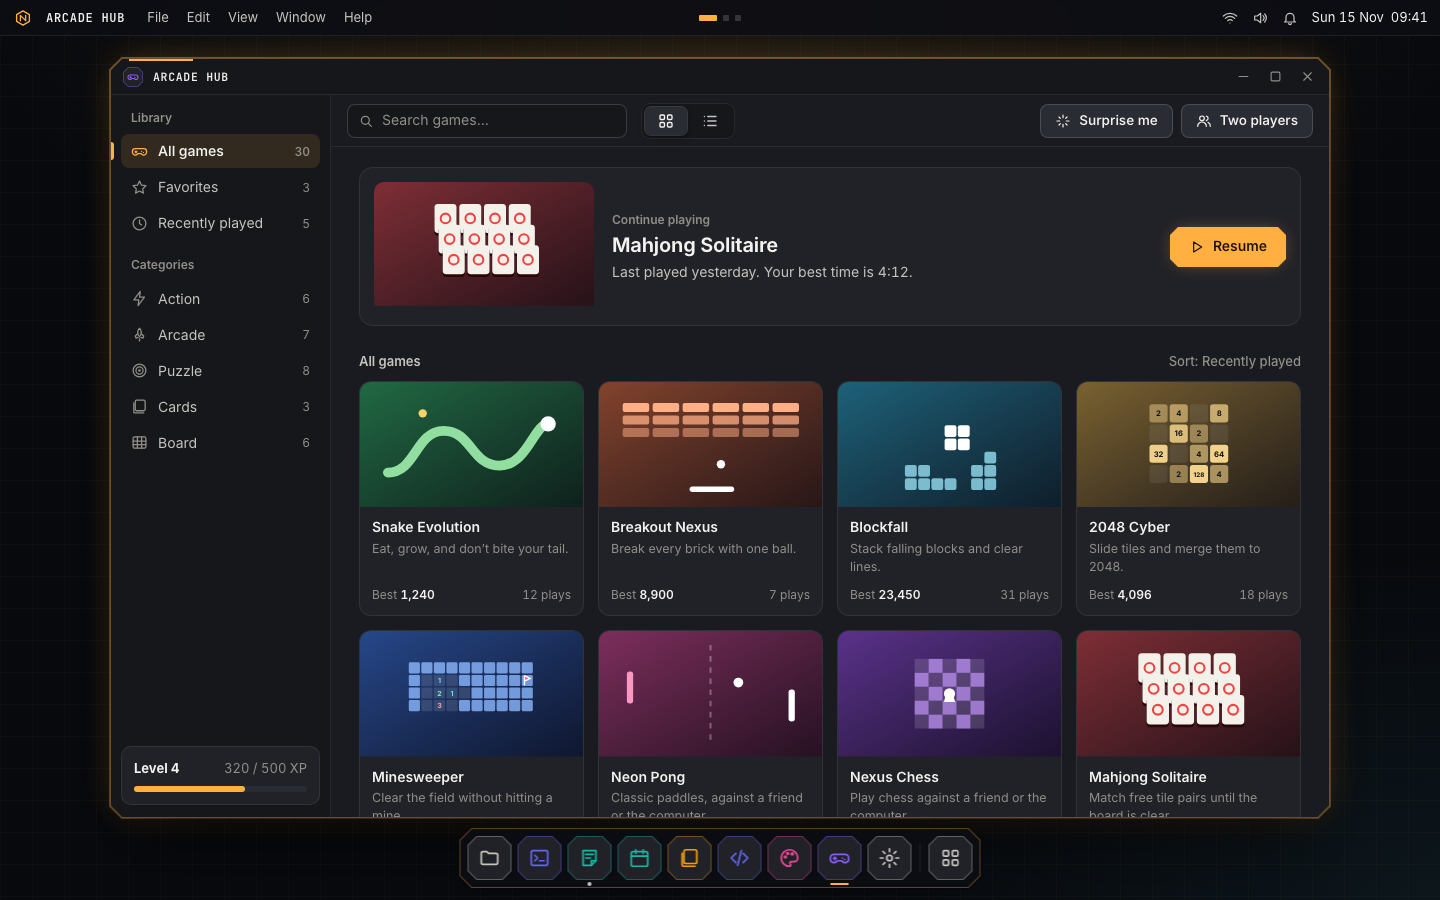 ARCADE HUB File Edit View Window Help
Sun 15 Nov 09:41
ARCADE HUB
Library
All games 30
Favorites 3
Recently played 5
Categories
Action 6
Arcade 7
Puzzle 8
Cards 3
Board 6
Level 4 320 / 500 XP
Search games...
Surprise me
Two players
Continue playing
Mahjong Solitaire
Last played yesterday. Your best time is 4:12.
Resume
All games
Sort: Recently played
Snake Evolution
Eat, grow, and don't bite your tail.
Best 1,240 12 plays
Breakout Nexus
Break every brick with one ball.
Best 8,900 7 plays
Blockfall
Stack falling blocks and clear
lines.
Best 23,450 31 plays
2 4 8
16 2
32 4 64
2 128 4
2048 Cyber
Slide tiles and merge them to
2048.
Best 4,096 18 plays
1
2 1
3
Minesweeper
Clear the field without hitting a
mine.
Neon Pong
Classic paddles, against a friend
or the computer.
Nexus Chess
Play chess against a friend or the
computer.
Mahjong Solitaire
Match free tile pairs until the
board is clear.